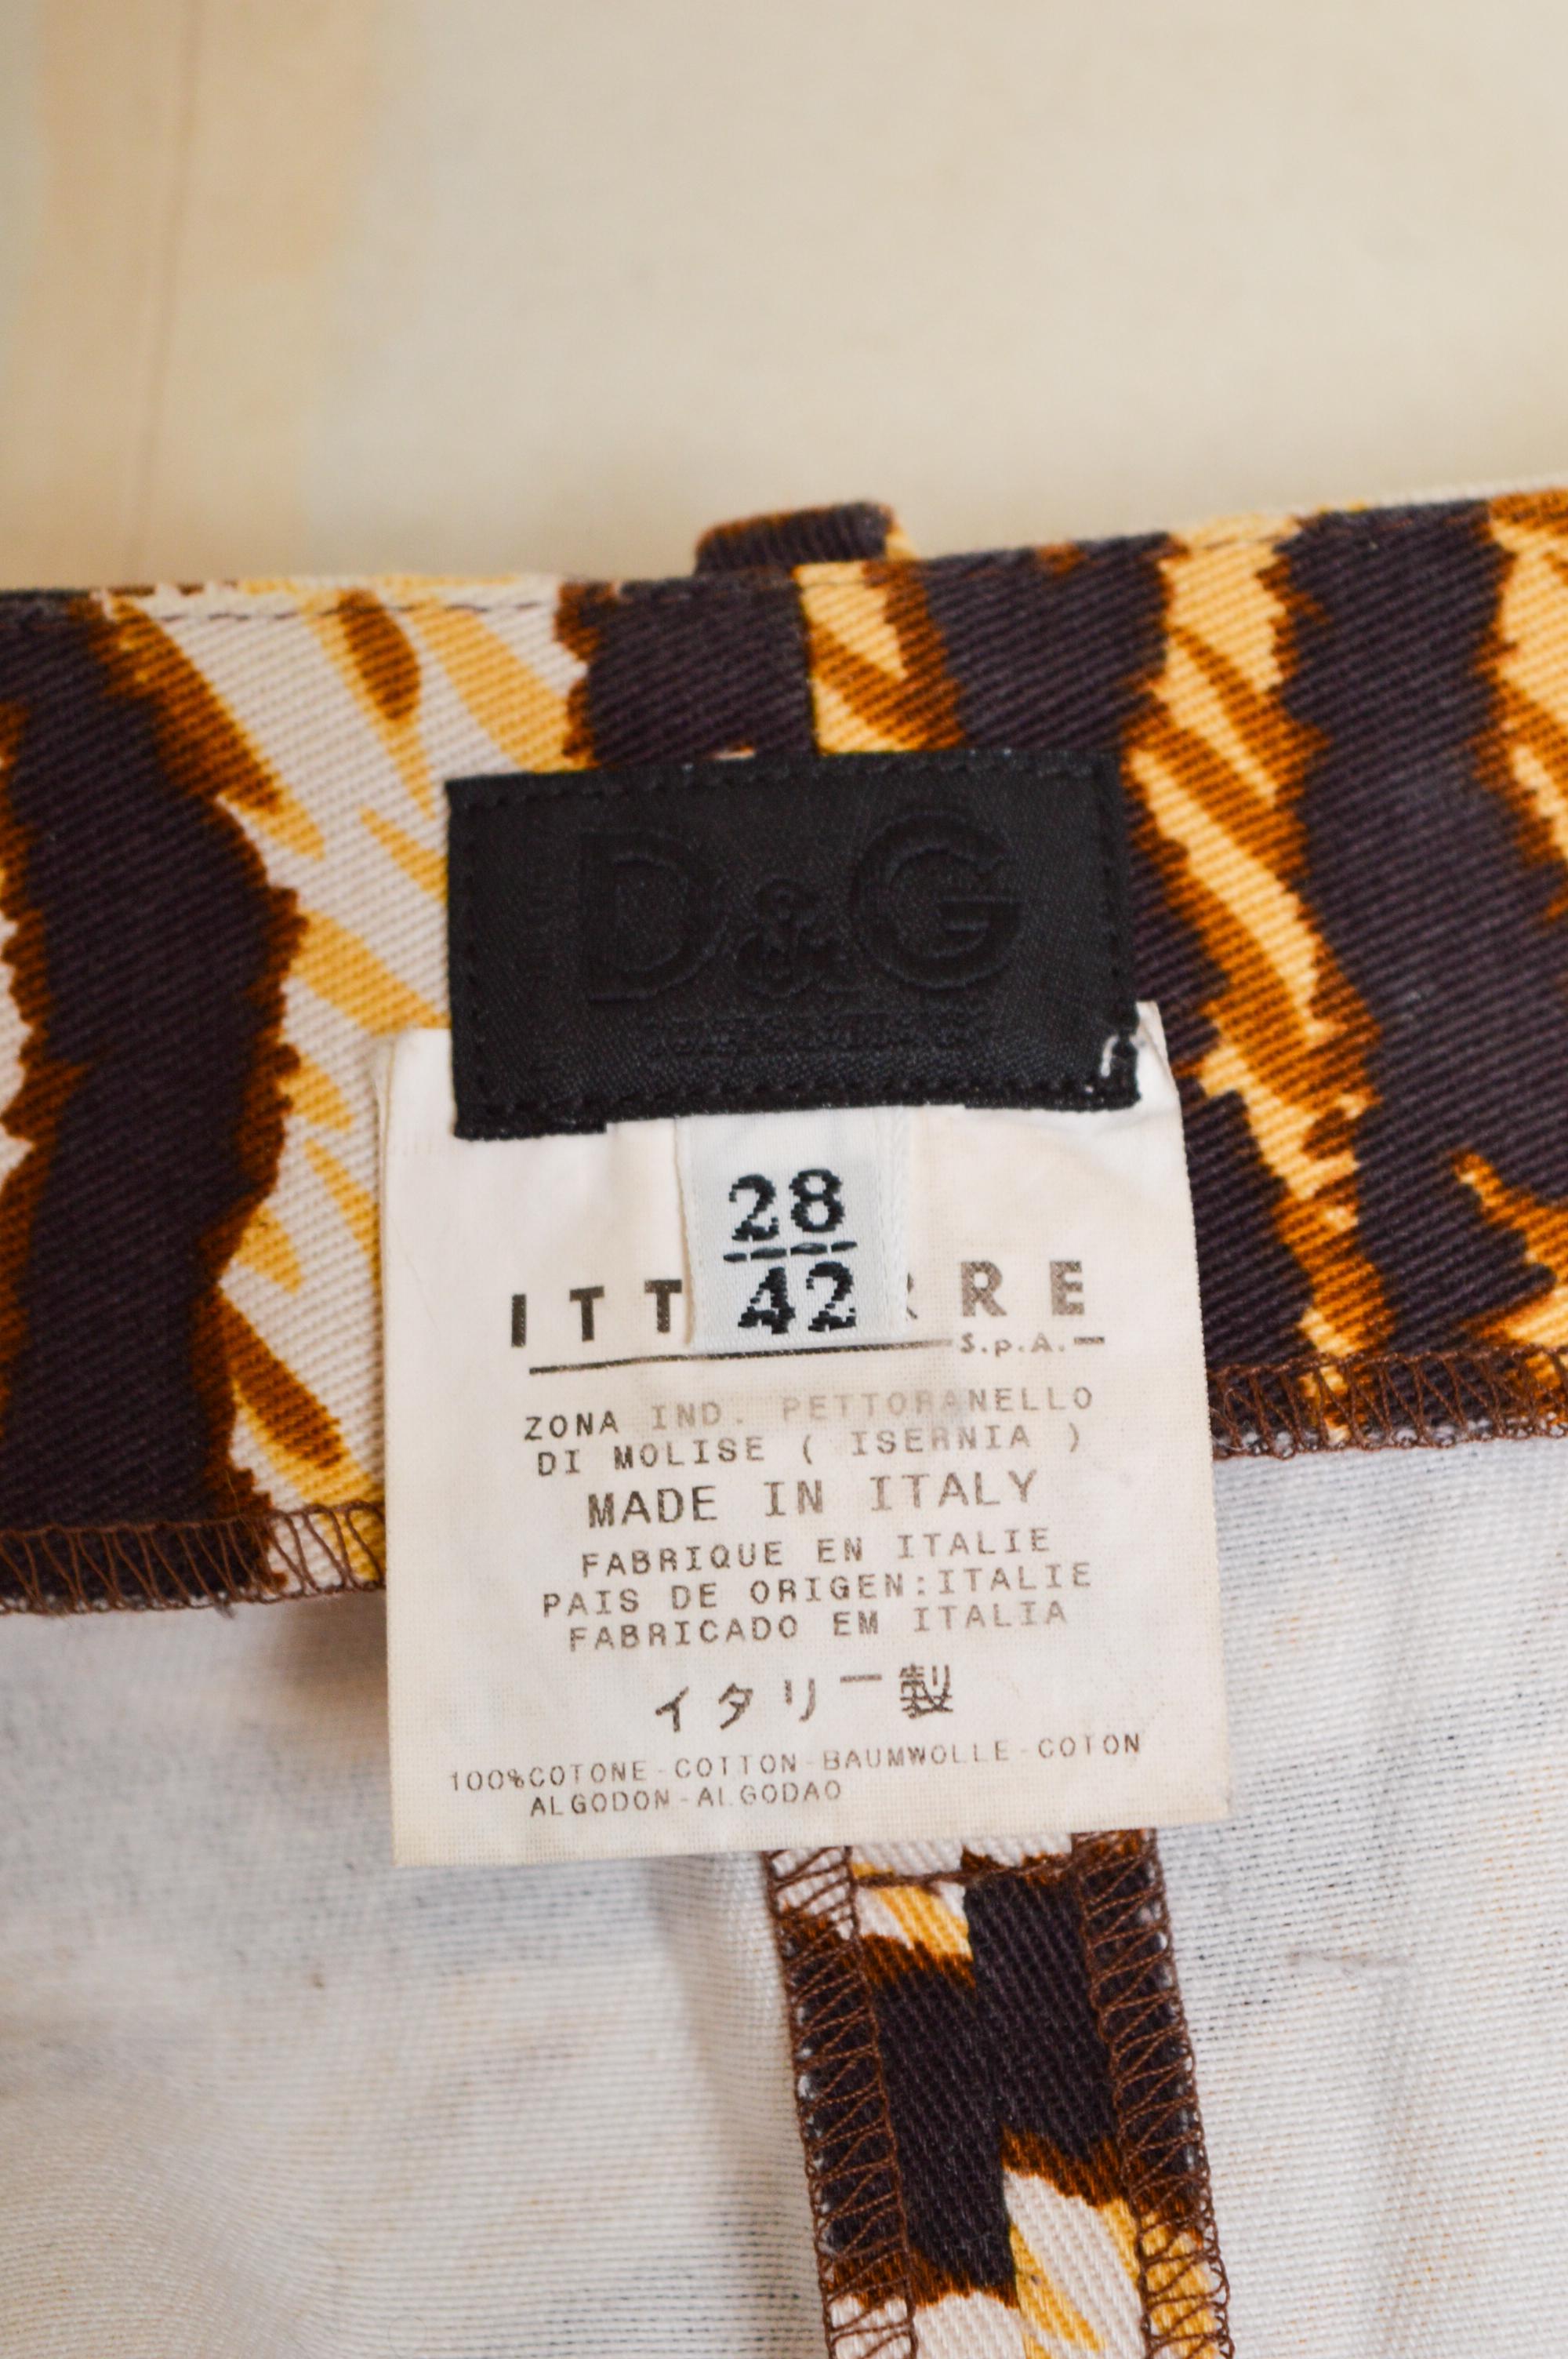 D&G
28
42
ITT RRE
S.p.A.
ZONA IND. PETTORANELLO
DI MOLISE ( ISERNIA )
MADE IN ITALY
FABRIQUE EN ITALIE
PAIS DE ORIGEN:ITALIE
FABRICADO EM ITALIA
イタリー製
100%COTONE-COTTON-BAUMWOLLE-COTON
ALGODON-ALGODAO